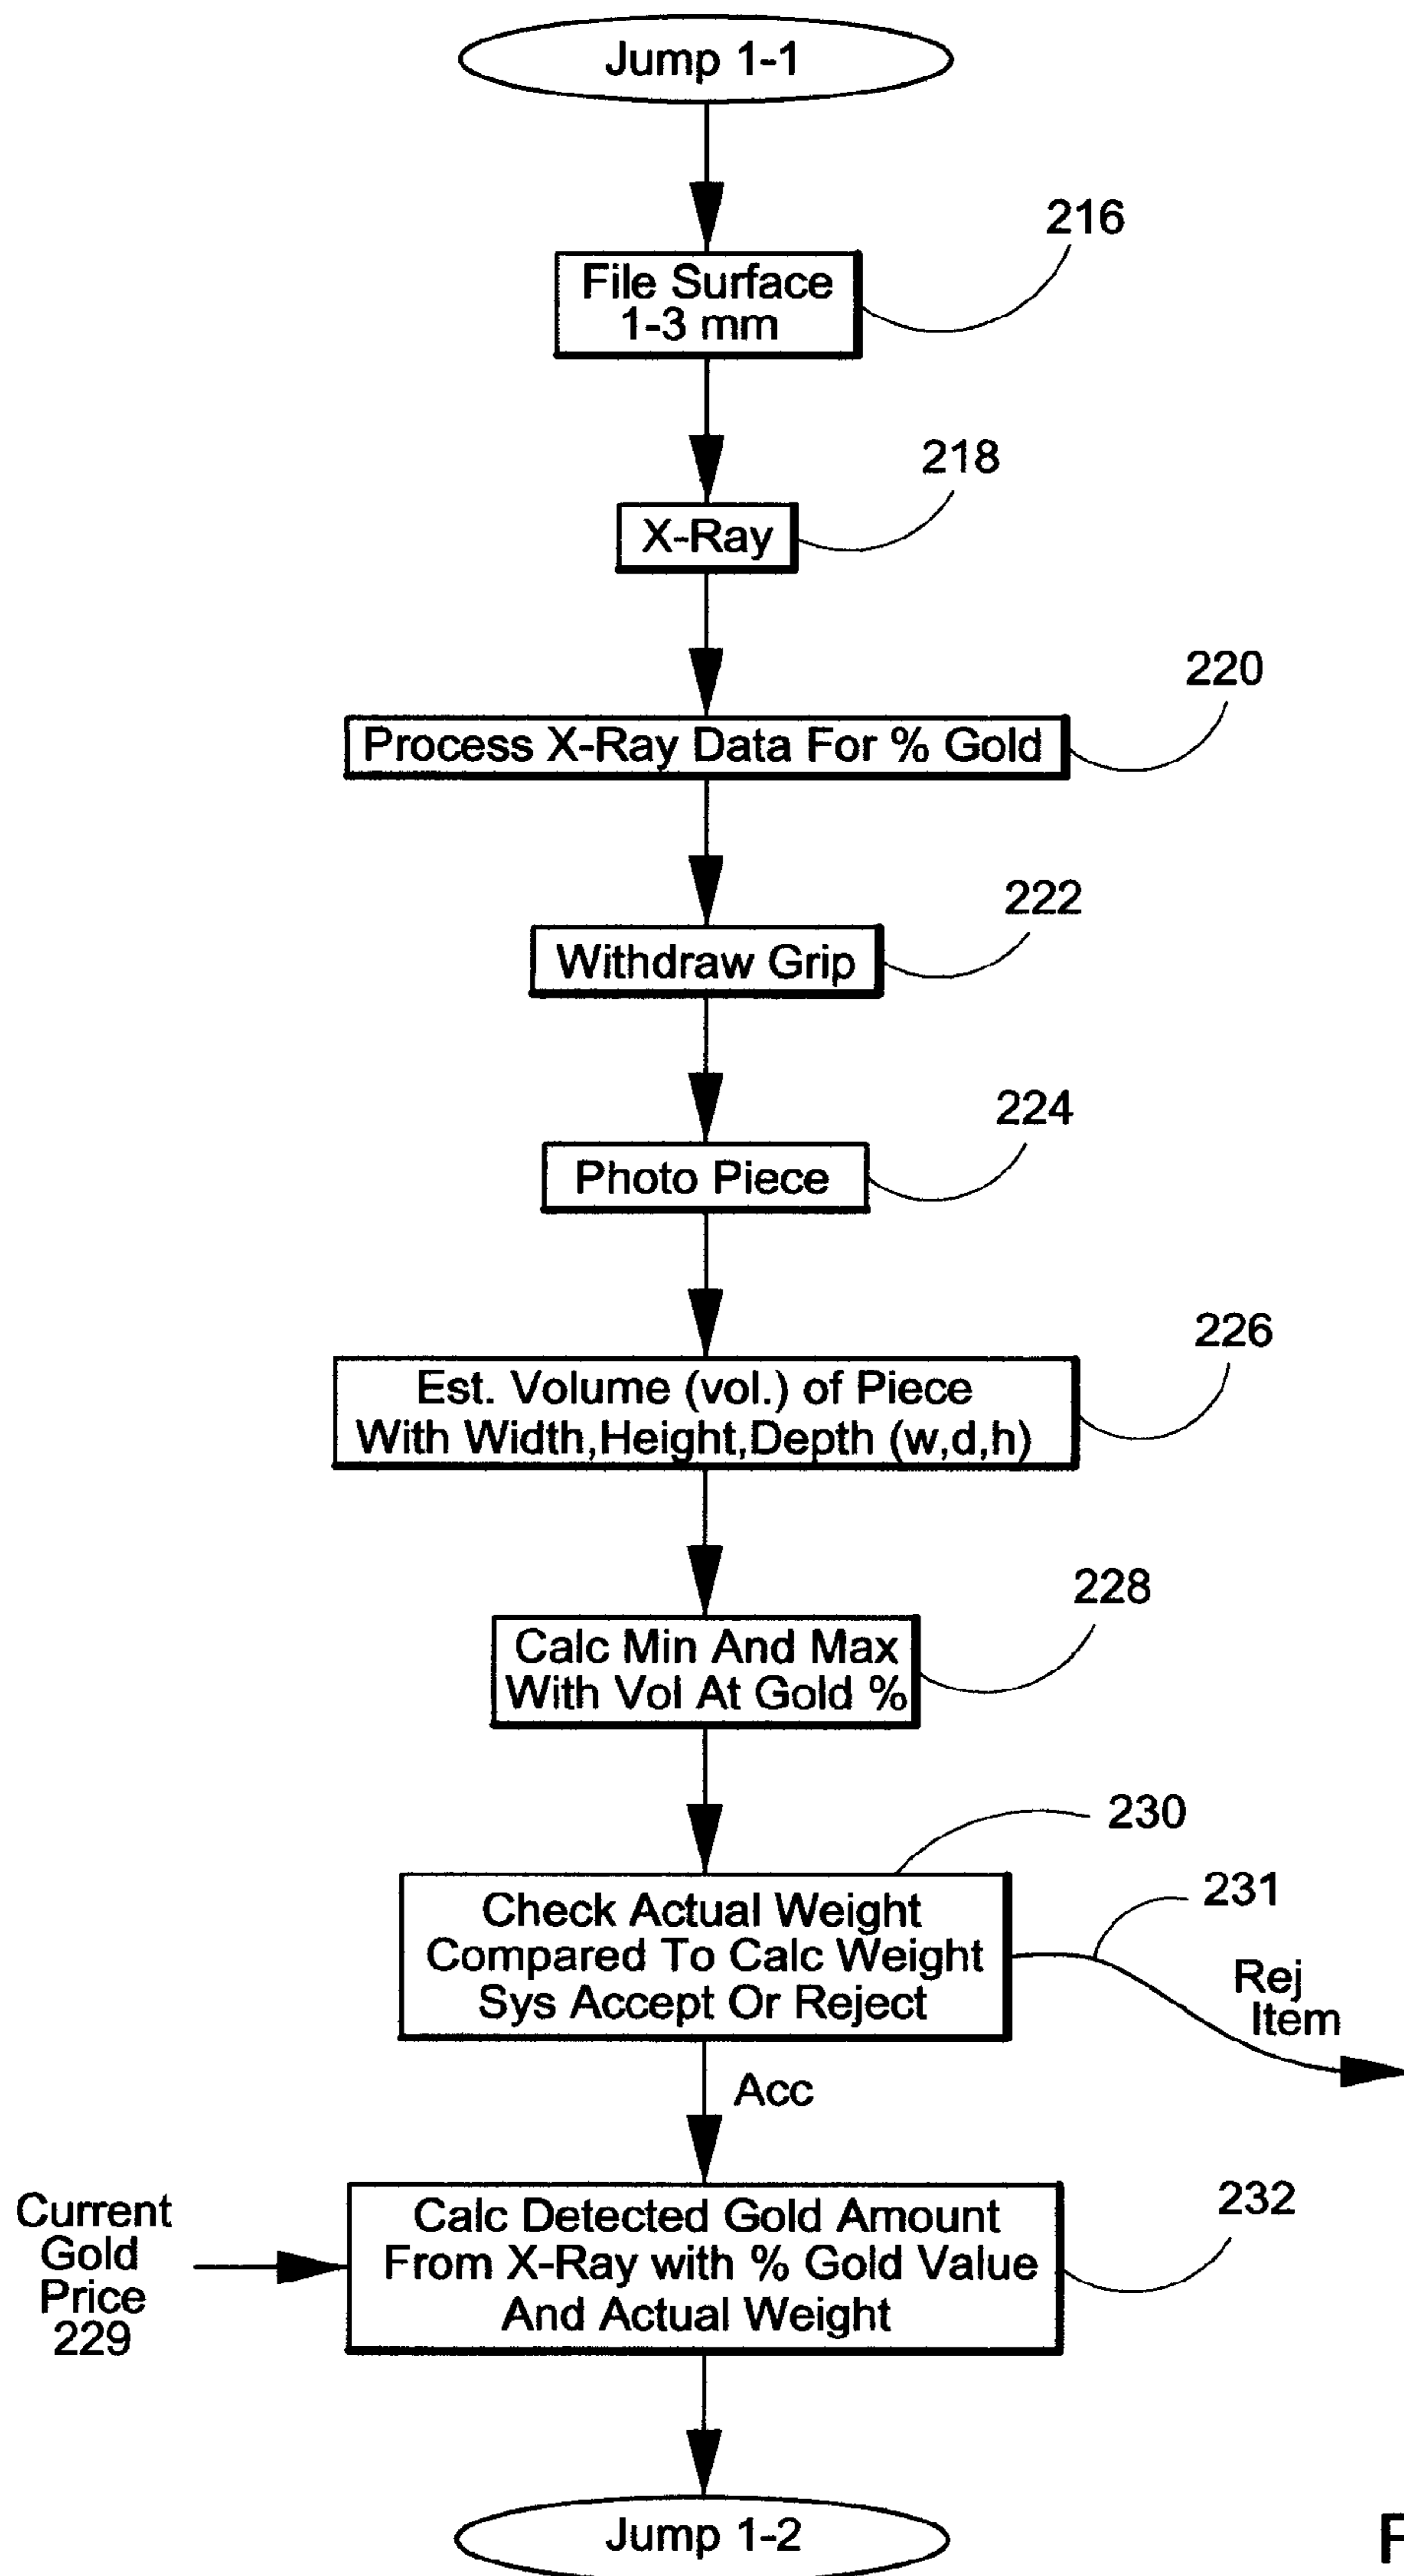 Jump 1-1
216
File Surface
1-3 mm
218
X-Ray
220
Process X-Ray Data For % Gold
222
Withdraw Grip
224
Photo Piece
226
Est. Volume (vol.) of Piece
With Width,Height,Depth (w,d,h)
228
Calc Min And Max
With Vol At Gold %
230
Check Actual Weight
Compared To Calc Weight
Sys Accept Or Reject
231
Rej
Item
Acc
Current
Gold
Price
229
232
Calc Detected Gold Amount
From X-Ray with % Gold Value
And Actual Weight
Jump 1-2